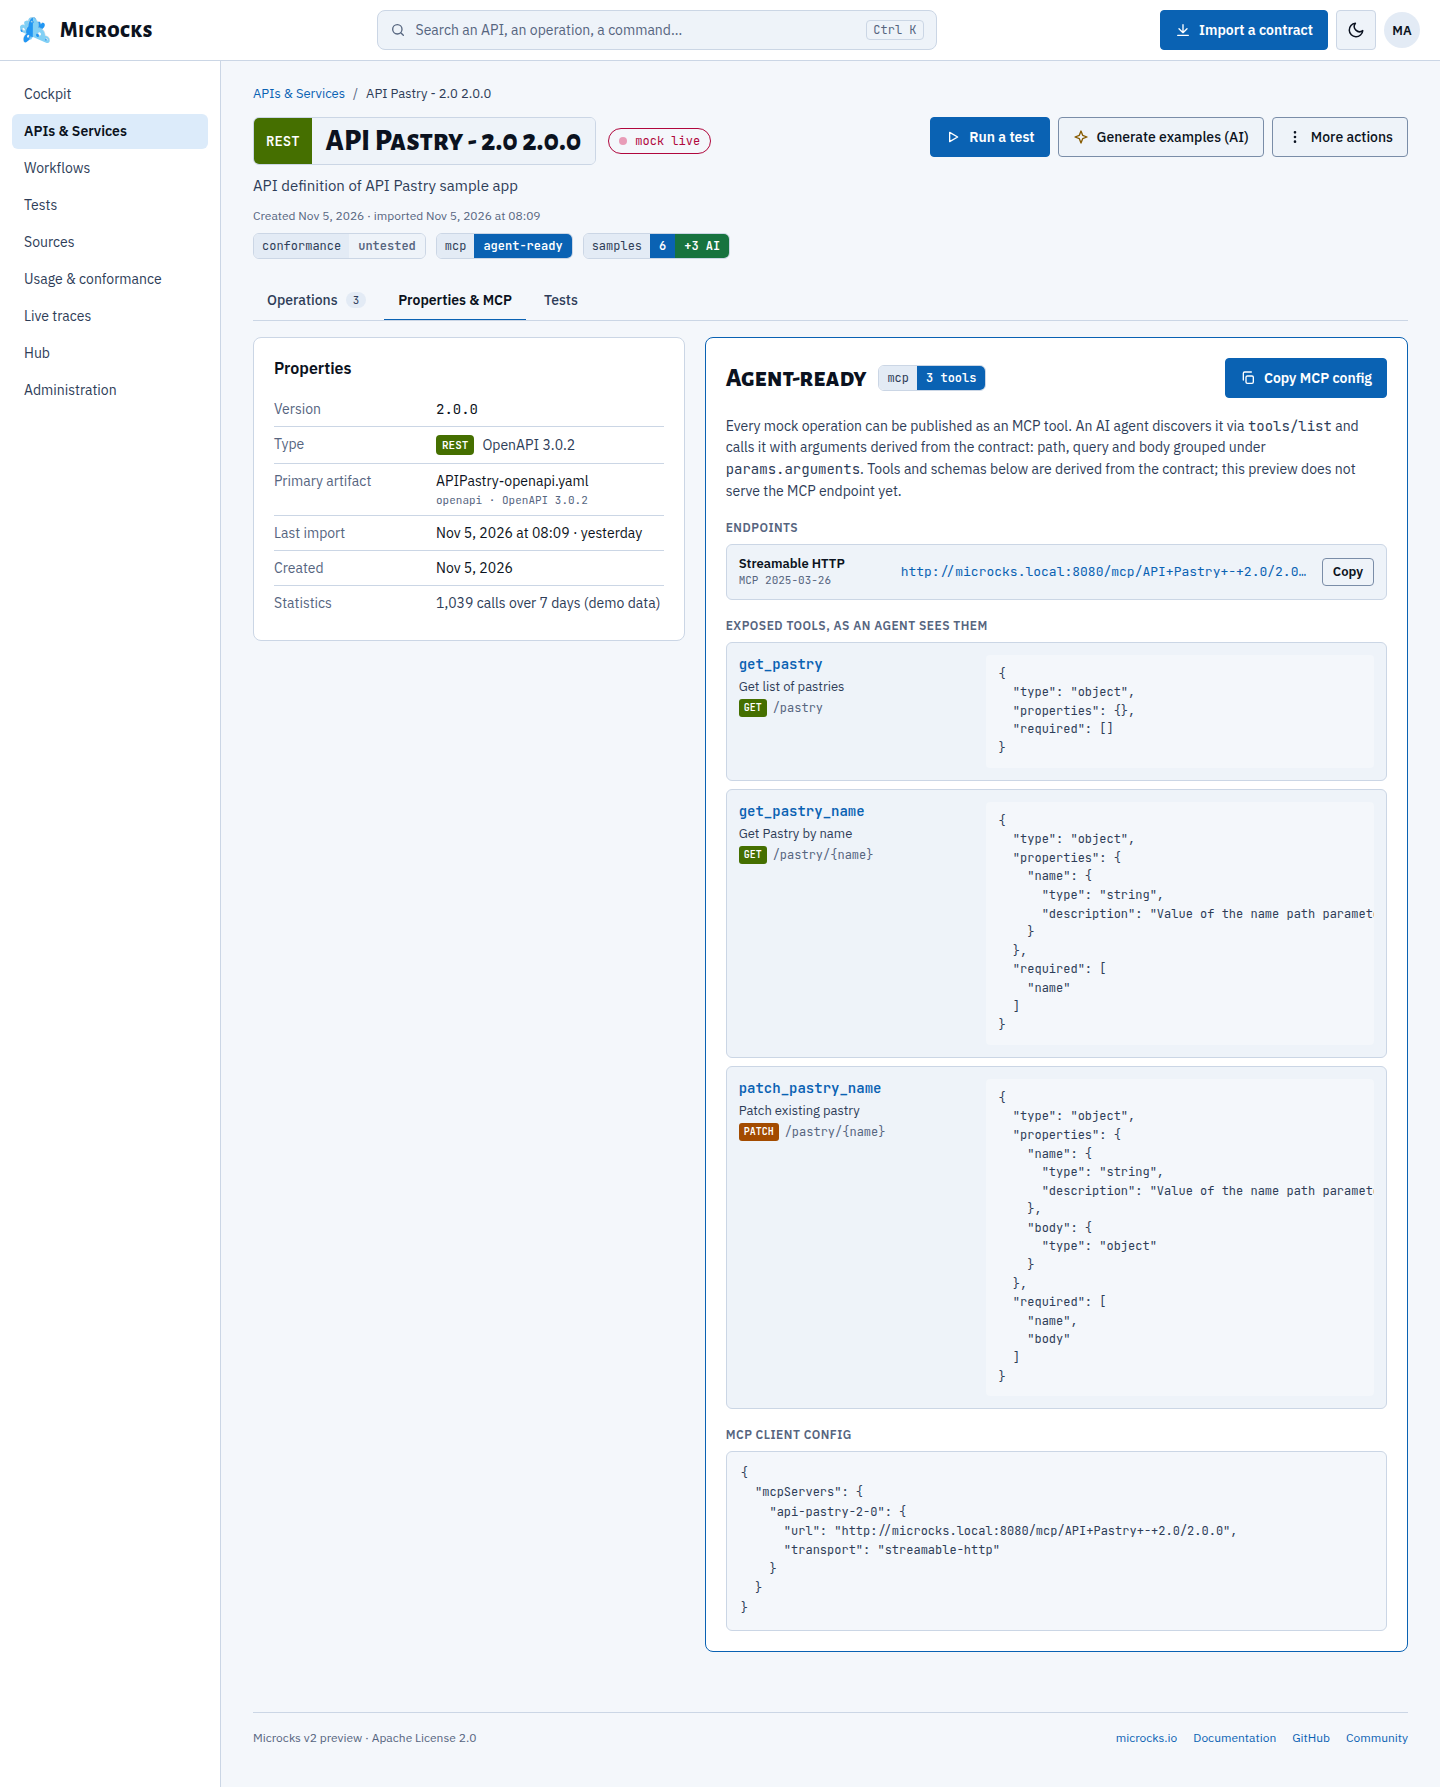 Microcks
Search an API, an operation, a command...
Ctrl K
Import a contract
MA
Cockpit
APIs & Services
Workflows
Tests
Sources
Usage & conformance
Live traces
Hub
Administration
APIs & Services / API Pastry - 2.0 2.0.0
REST API Pastry - 2.0 2.0.0
mock live
Run a test
Generate examples (AI)
More actions
API definition of API Pastry sample app
Created Nov 5, 2026 · imported Nov 5, 2026 at 08:09
conformance untested
mcp agent-ready
samples 6 +3 AI
Operations 3
Properties & MCP
Tests
Properties
Version 2.0.0
Type REST OpenAPI 3.0.2
Primary artifact APIPastry-openapi.yaml
openapi · OpenAPI 3.0.2
Last import Nov 5, 2026 at 08:09 · yesterday
Created Nov 5, 2026
Statistics 1,039 calls over 7 days (demo data)
Agent-ready
mcp 3 tools
Copy MCP config
Every mock operation can be published as an MCP tool. An AI agent discovers it via tools/list and
calls it with arguments derived from the contract: path, query and body grouped under
params.arguments. Tools and schemas below are derived from the contract; this preview does not
serve the MCP endpoint yet.
ENDPOINTS
Streamable HTTP
MCP 2025-03-26
http://microcks.local:8080/mcp/API+Pastry+-+2.0/2.0…
Copy
EXPOSED TOOLS, AS AN AGENT SEES THEM
get_pastry
Get list of pastries
GET /pastry
{
  "type": "object",
  "properties": {},
  "required": []
}
get_pastry_name
Get Pastry by name
GET /pastry/{name}
{
  "type": "object",
  "properties": {
    "name": {
      "type": "string",
      "description": "Value of the name path paramet
    }
  },
  "required": [
    "name"
  ]
}
patch_pastry_name
Patch existing pastry
PATCH /pastry/{name}
{
  "type": "object",
  "properties": {
    "name": {
      "type": "string",
      "description": "Value of the name path paramet
    },
    "body": {
      "type": "object"
    }
  },
  "required": [
    "name",
    "body"
  ]
}
MCP CLIENT CONFIG
{
  "mcpServers": {
    "api-pastry-2-0": {
      "url": "http://microcks.local:8080/mcp/API+Pastry+-+2.0/2.0.0",
      "transport": "streamable-http"
    }
  }
}
Microcks v2 preview · Apache License 2.0
microcks.io
Documentation
GitHub
Community